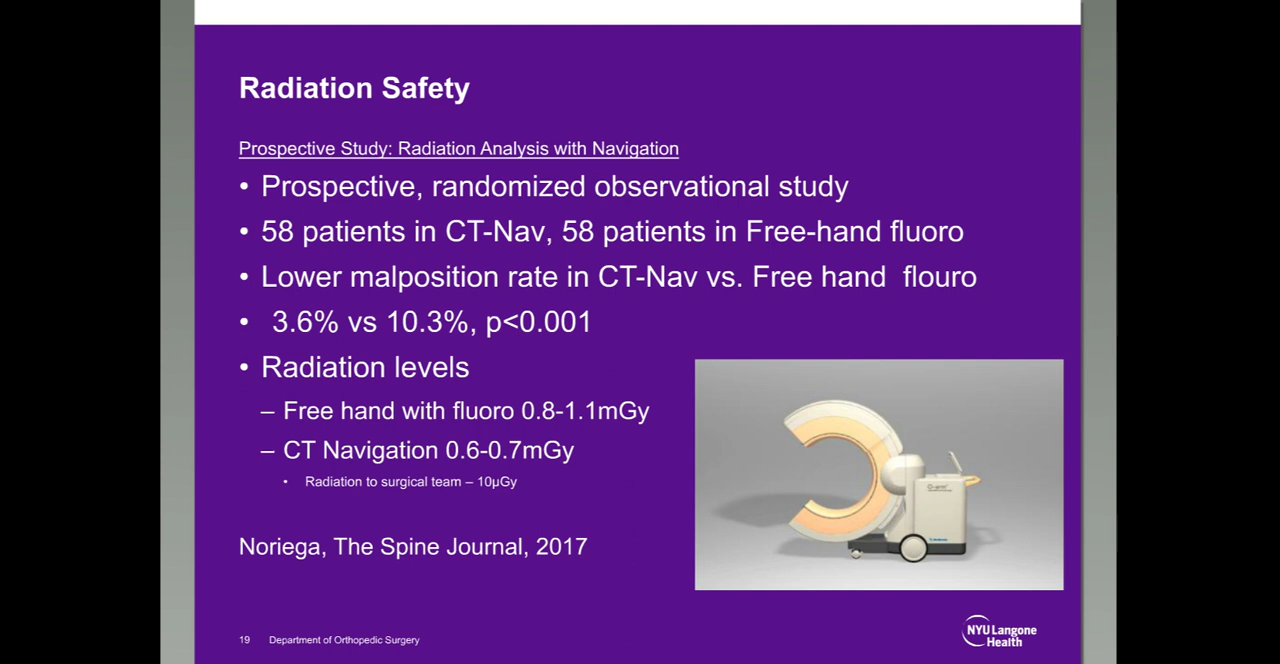 Radiation Safety
Prospective Study: Radiation Analysis with Navigation
• Prospective, randomized observational study
• 58 patients in CT-Nav, 58 patients in Free-hand fluoro
• Lower malposition rate in CT-Nav vs. Free hand  flouro
• 3.6% vs 10.3%, p<0.001
• Radiation levels
– Free hand with fluoro 0.8-1.1mGy
– CT Navigation 0.6-0.7mGy
• Radiation to surgical team – 10µGy
O-arm
Noriega, The Spine Journal, 2017
19 Department of Orthopedic Surgery
NYU Langone
Health